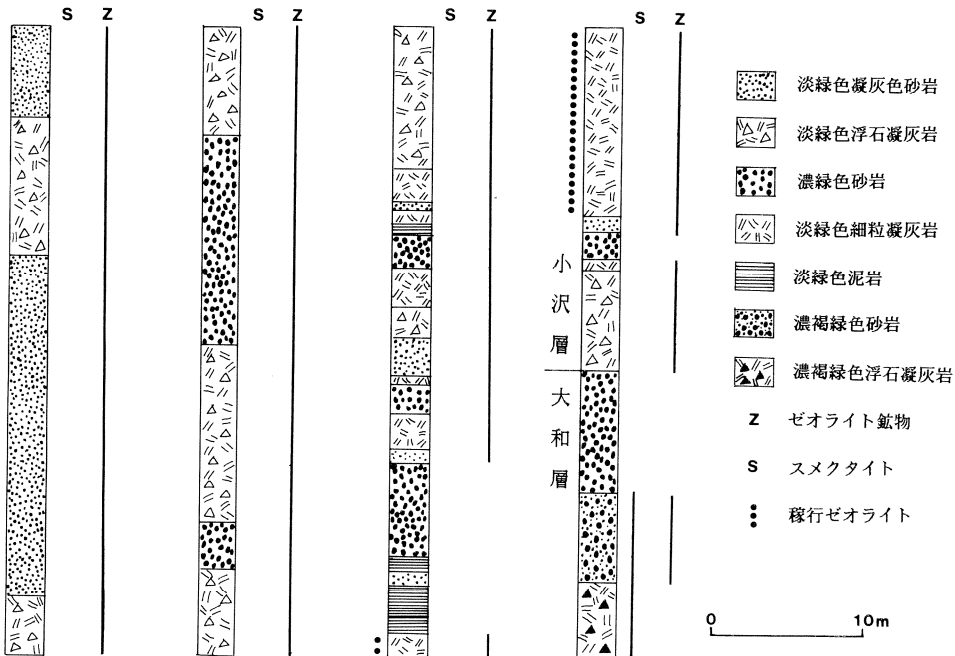 S Z S Z S Z S Z
小沢層
大和層
淡緑色凝灰色砂岩
淡緑色浮石凝灰岩
濃緑色砂岩
淡緑色細粒凝灰岩
淡緑色泥岩
濃褐緑色砂岩
濃褐緑色浮石凝灰岩
Z ゼオライト鉱物
S スメクタイト
稼行ゼオライト
0 10m